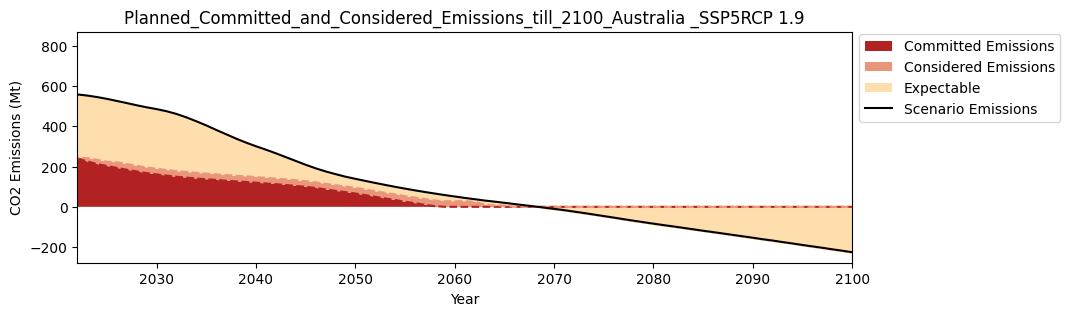 Planned_Committed_and_Considered_Emissions_till_2100_Australia _SSP5RCP 1.9
Committed Emissions
Considered Emissions
Expectable
Scenario Emissions
CO2 Emissions (Mt)
800
600
400
200
0
−200
2030
2040
2050
2060
2070
2080
2090
2100
Year